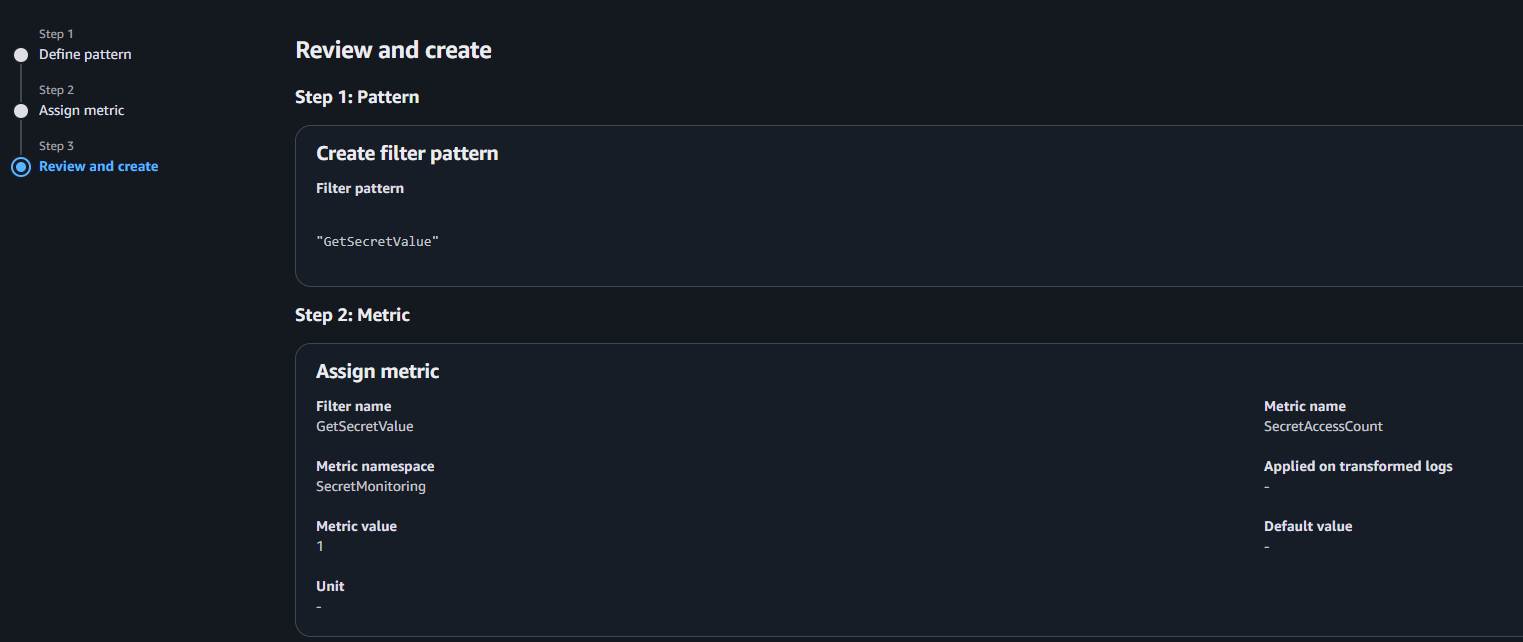 Step 1
Define pattern
Step 2
Assign metric
Step 3
Review and create
Review and create
Step 1: Pattern
Create filter pattern
Filter pattern
"GetSecretValue"
Step 2: Metric
Assign metric
Filter name
GetSecretValue
Metric name
SecretAccessCount
Metric namespace
SecretMonitoring
Applied on transformed logs
-
Metric value
1
Default value
-
Unit
-